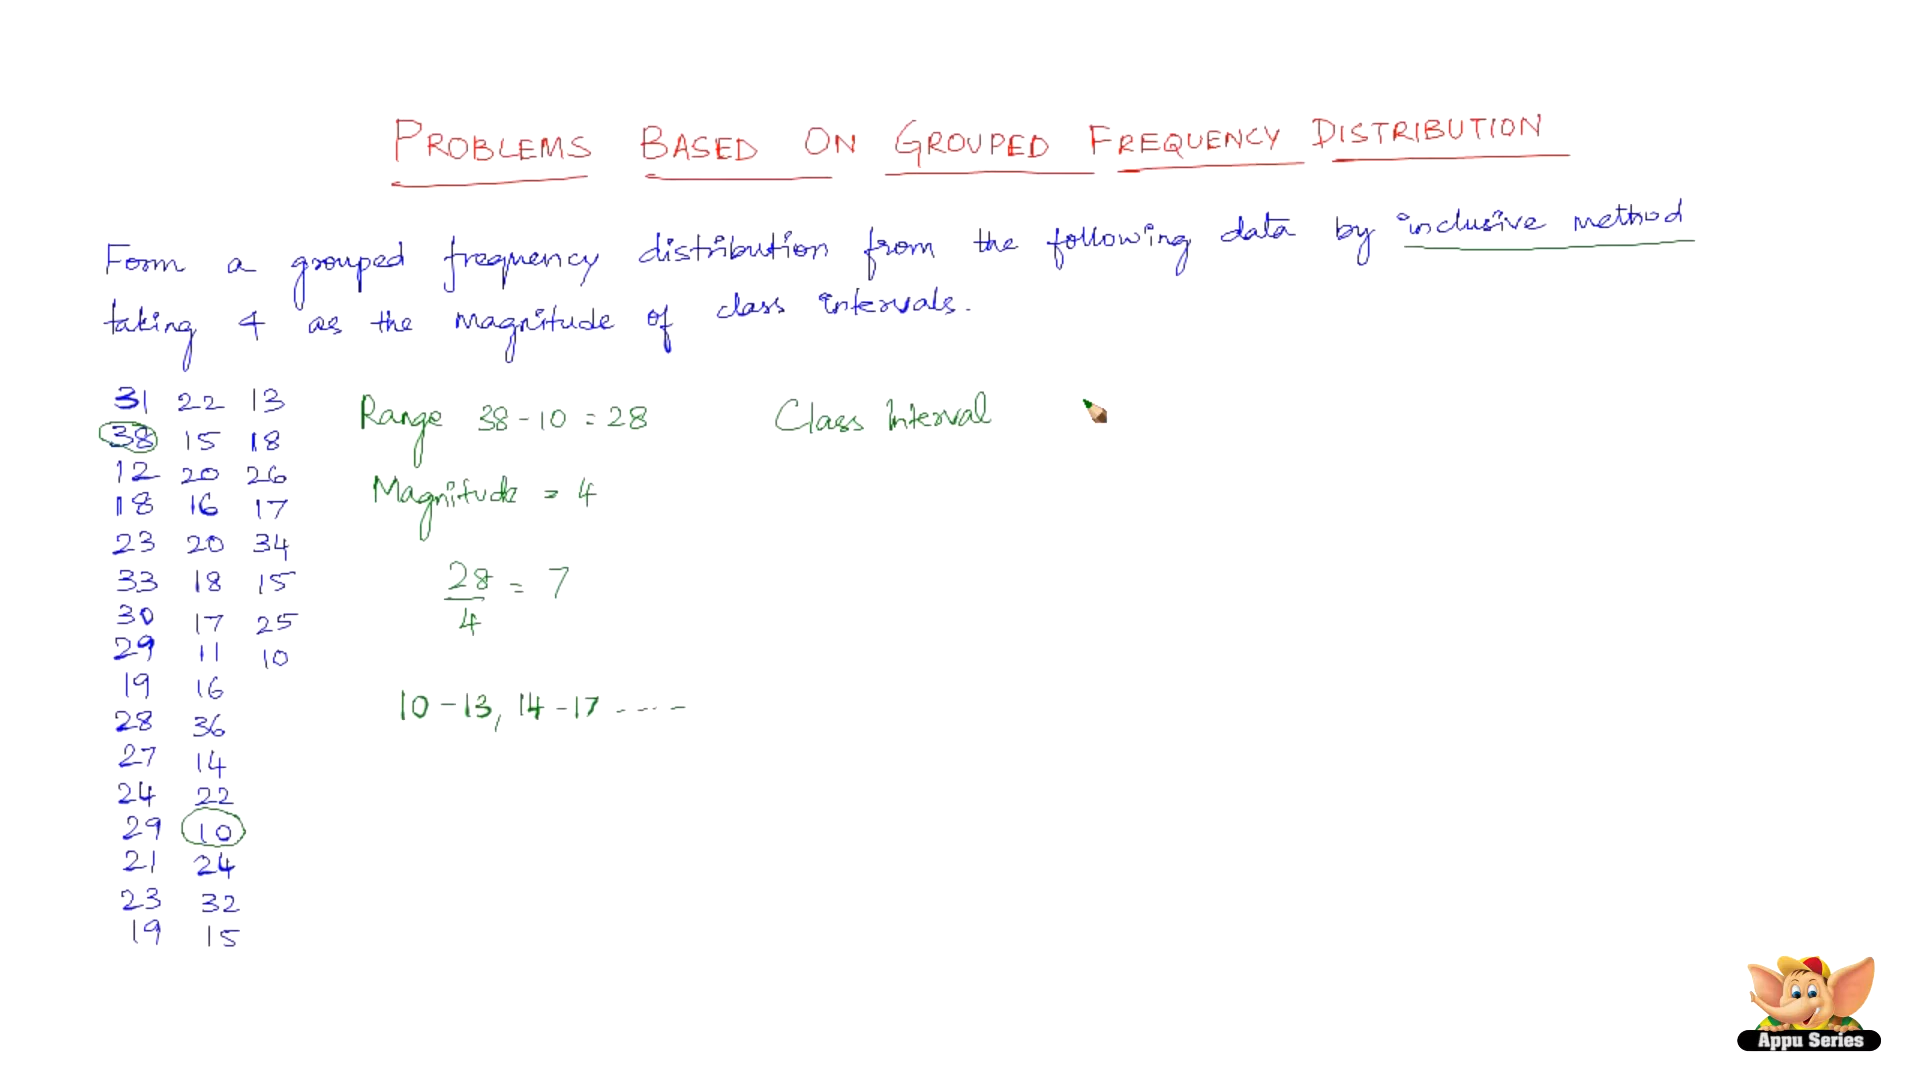 PROBLEMS BASED ON GROUPED FREQUENCY DISTRIBUTION
Form a grouped frequency distribution from the following data by inclusive method
taking 4 as the magnitude of class intervals.
31 22 13
38 15 18
12 20 26
18 16 17
23 20 34
33 18 15
30 17 25
29 11 10
19 16
28 36
27 14
24 22
29 10
21 24
23 32
19 15
Range 38 - 10 = 28
Magnitude = 4
28
= 7
4
10 - 13, 14 - 17 - - - -
Class Interval
Appu Series